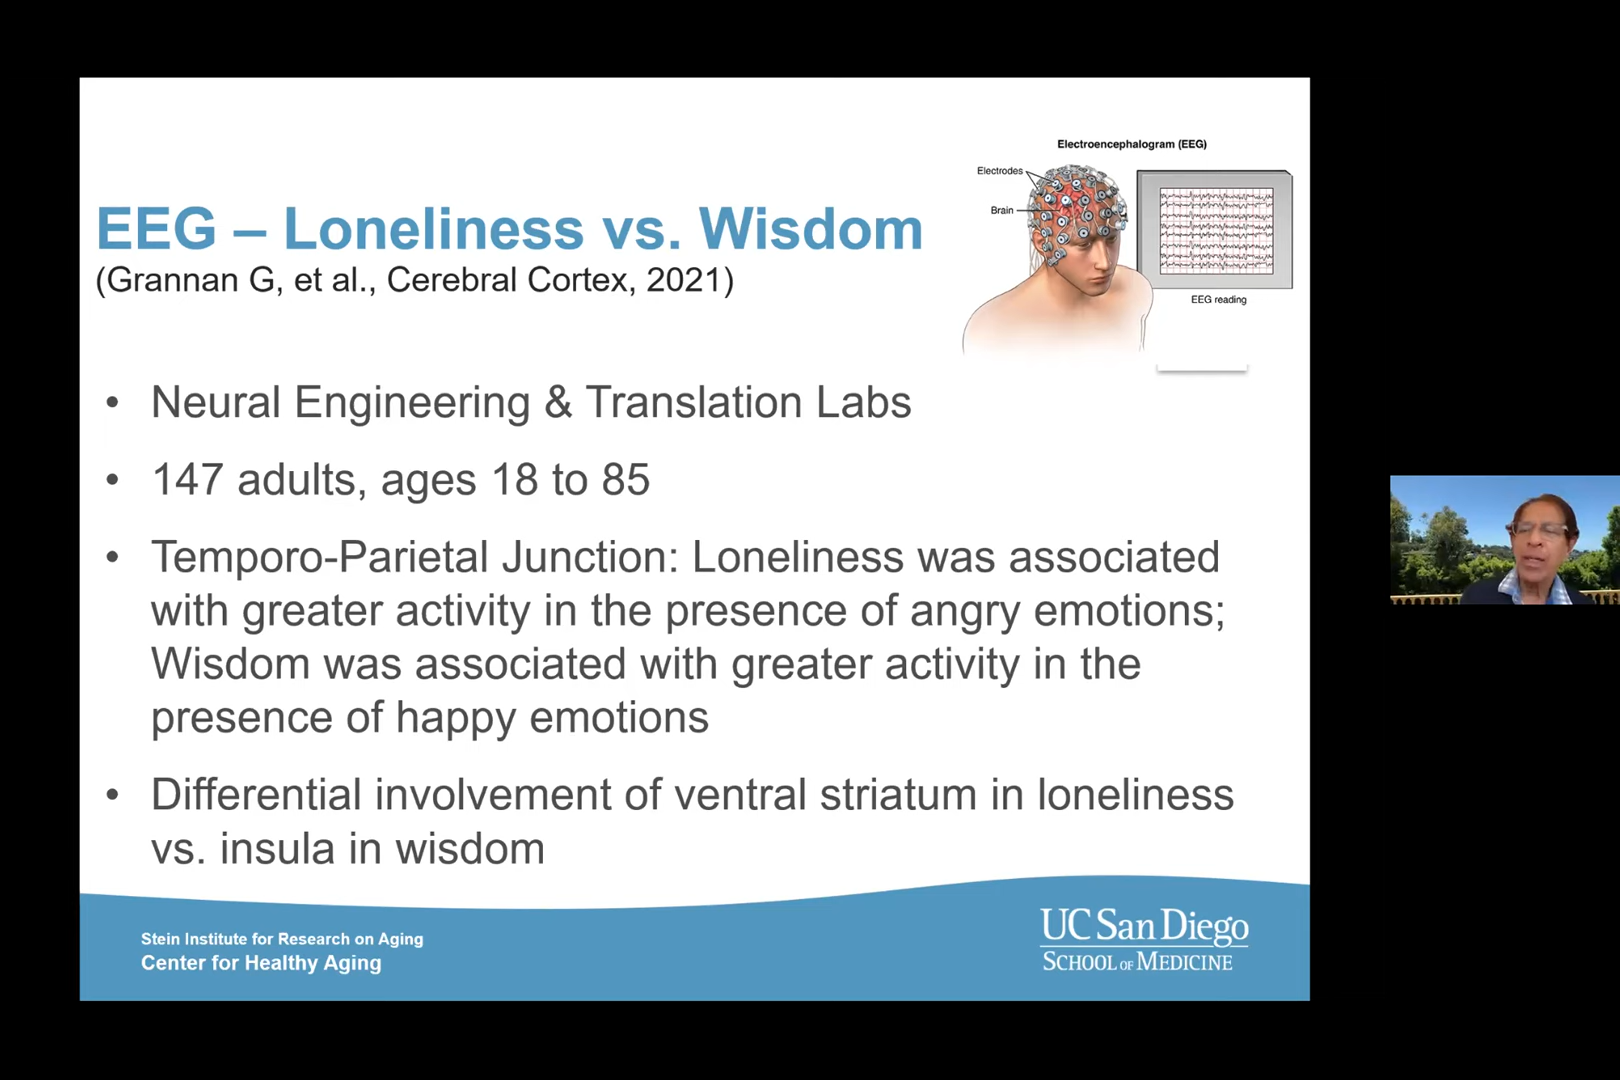 Electroencephalogram (EEG)
Electrodes
Brain
EEG reading
EEG – Loneliness vs. Wisdom
(Grannan G, et al., Cerebral Cortex, 2021)
• Neural Engineering & Translation Labs
• 147 adults, ages 18 to 85
• Temporo-Parietal Junction: Loneliness was associated
with greater activity in the presence of angry emotions;
Wisdom was associated with greater activity in the
presence of happy emotions
• Differential involvement of ventral striatum in loneliness
vs. insula in wisdom
Stein Institute for Research on Aging
Center for Healthy Aging
UC San Diego
SCHOOL OF MEDICINE